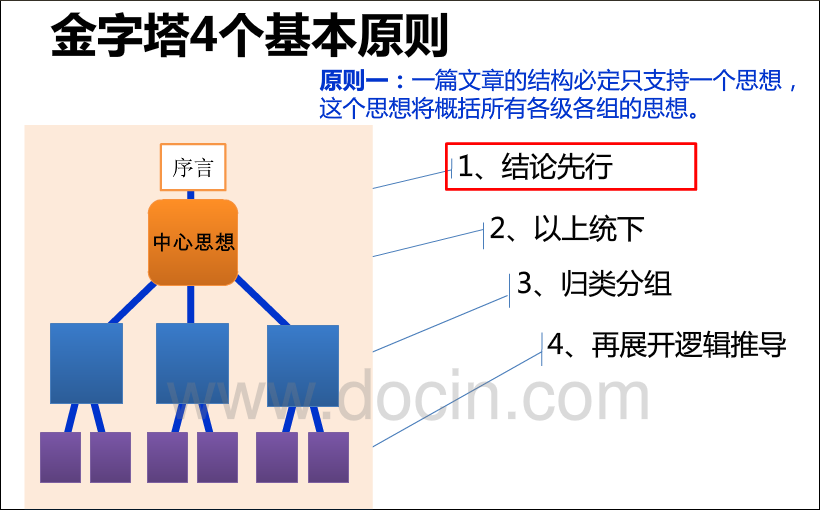 金字塔4个基本原则
原则一：一篇文章的结构必定只支持一个思想，
这个思想将概括所有各级各组的思想。
序言
中心思想
1、结论先行
2、以上统下
3、归类分组
4、再展开逻辑推导
www.docin.com